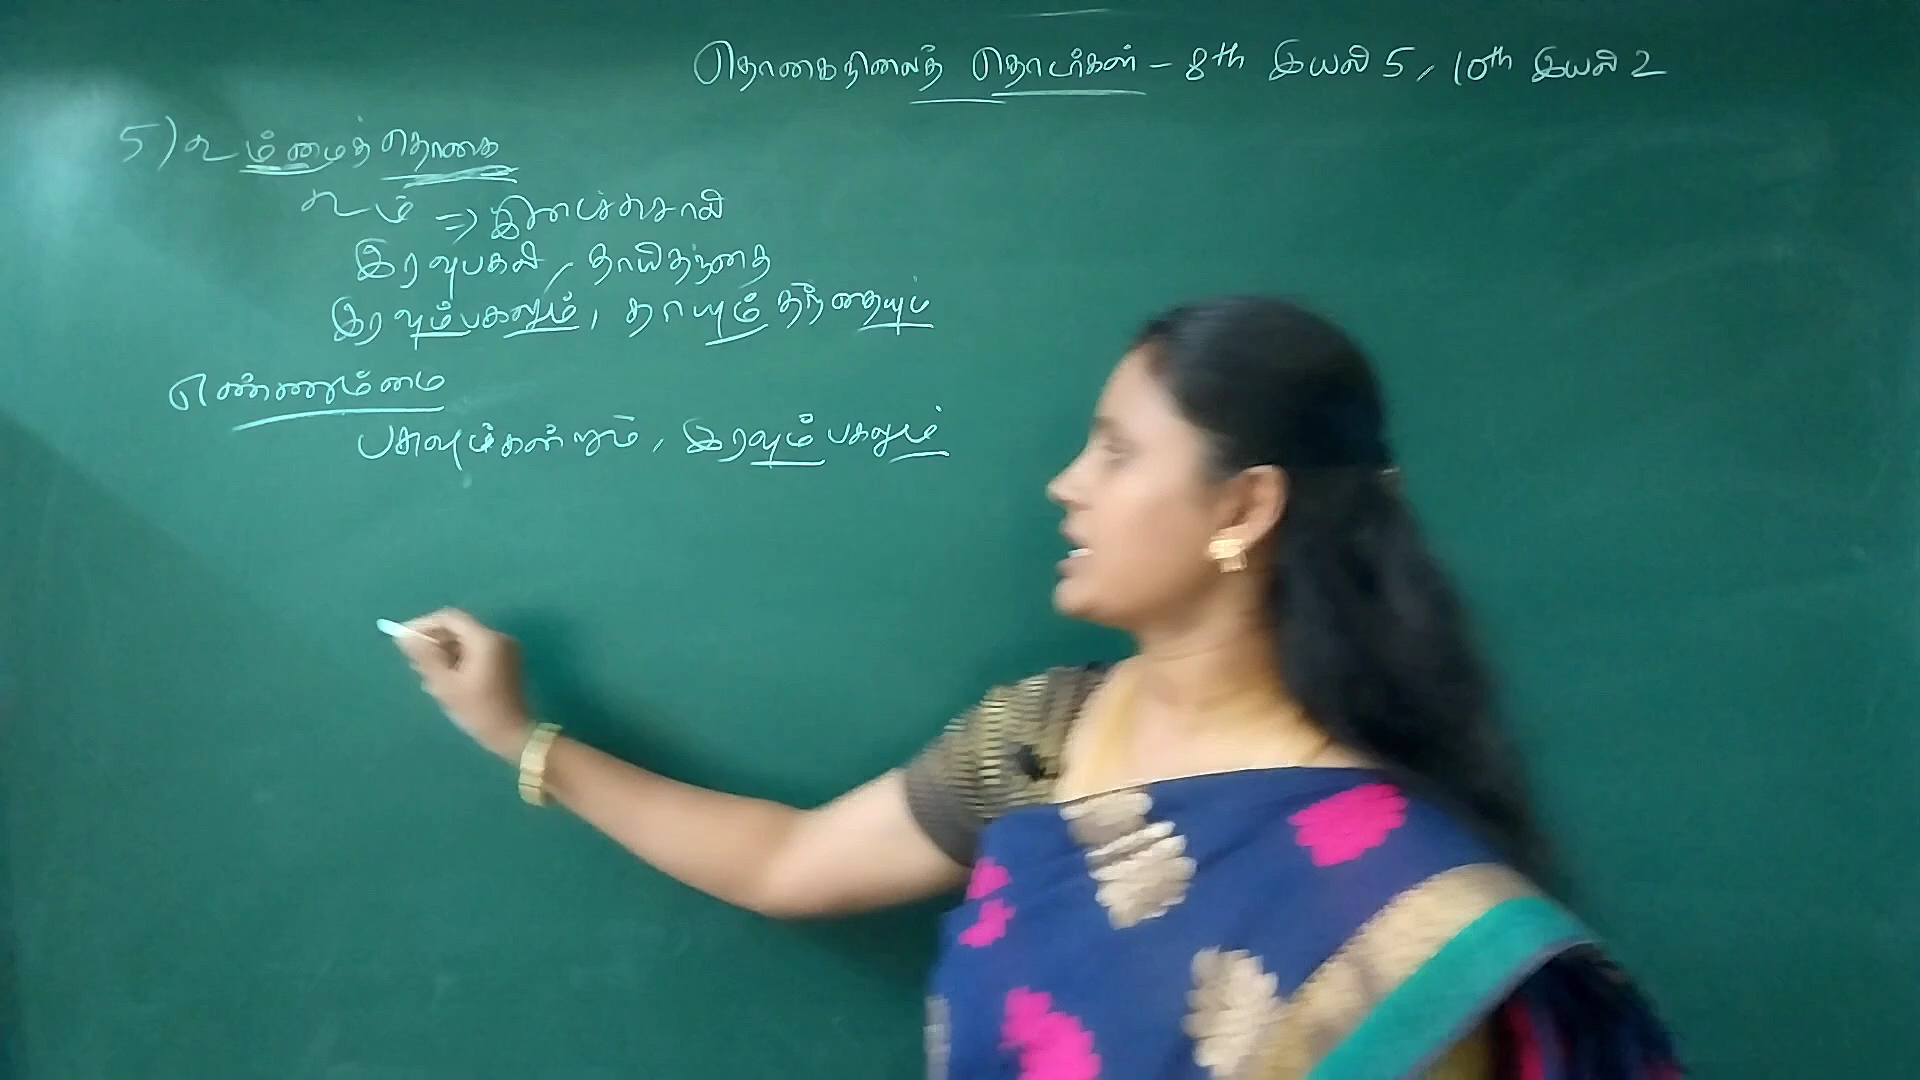 தொகைநிலைத் தொடர்கள் - 8th இயல் 5, 10th இயல் 2
5) உம்மைத் தொகை
உம் => இடைச்சொல்
இரவுபகல், தாய்தந்தை
இரவும்பகலும், தாயும் தந்தையும்
எண்ணும்மை
பசுவும்கன்றும், இரவும் பகலும்